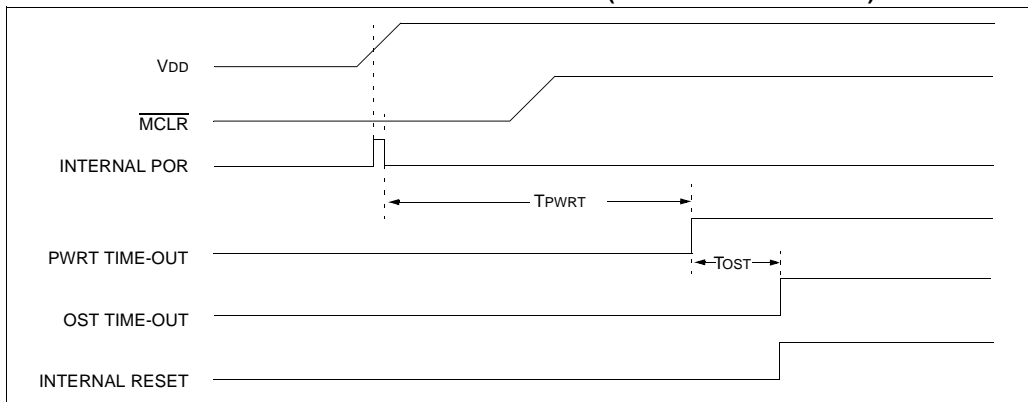 VDD
MCLR
INTERNAL POR
TPWRT
PWRT TIME-OUT
TOST
OST TIME-OUT
INTERNAL RESET